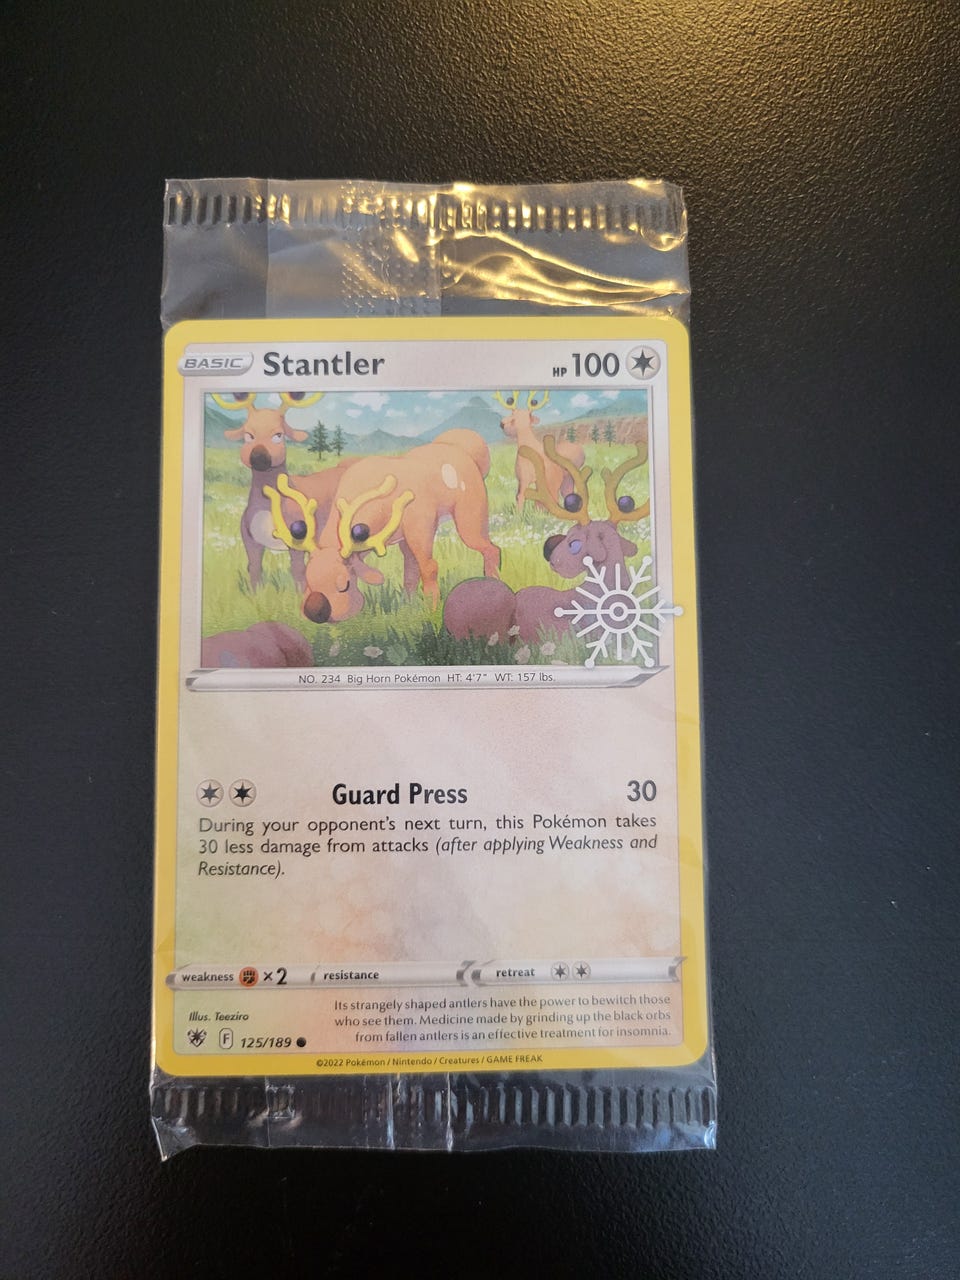 BASIC Stantler HP 100
NO. 234 Big Horn Pokémon HT: 4'7" WT: 157 lbs.
Guard Press 30
During your opponent's next turn, this Pokémon takes
30 less damage from attacks (after applying Weakness and
Resistance).
weakness ×2 resistance retreat
Its strangely shaped antlers have the power to bewitch those
who see them. Medicine made by grinding up the black orbs
from fallen antlers is an effective treatment for insomnia.
Illus. Teeziro
F 125/189
©2022 Pokémon / Nintendo / Creatures / GAME FREAK